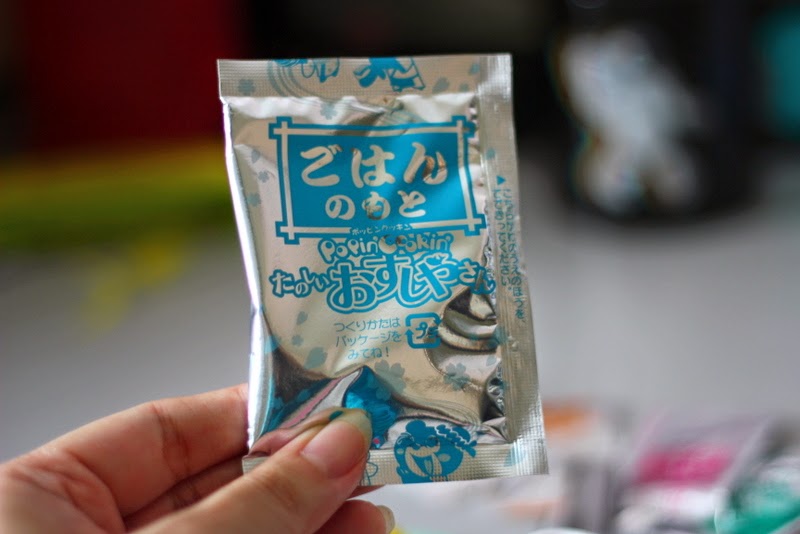 ごはん
のもと
ポッピンクッキン
Popin'Cookin'
たのしい おすしやさん
つくりかたは
パッケージを
みてね!
プラ